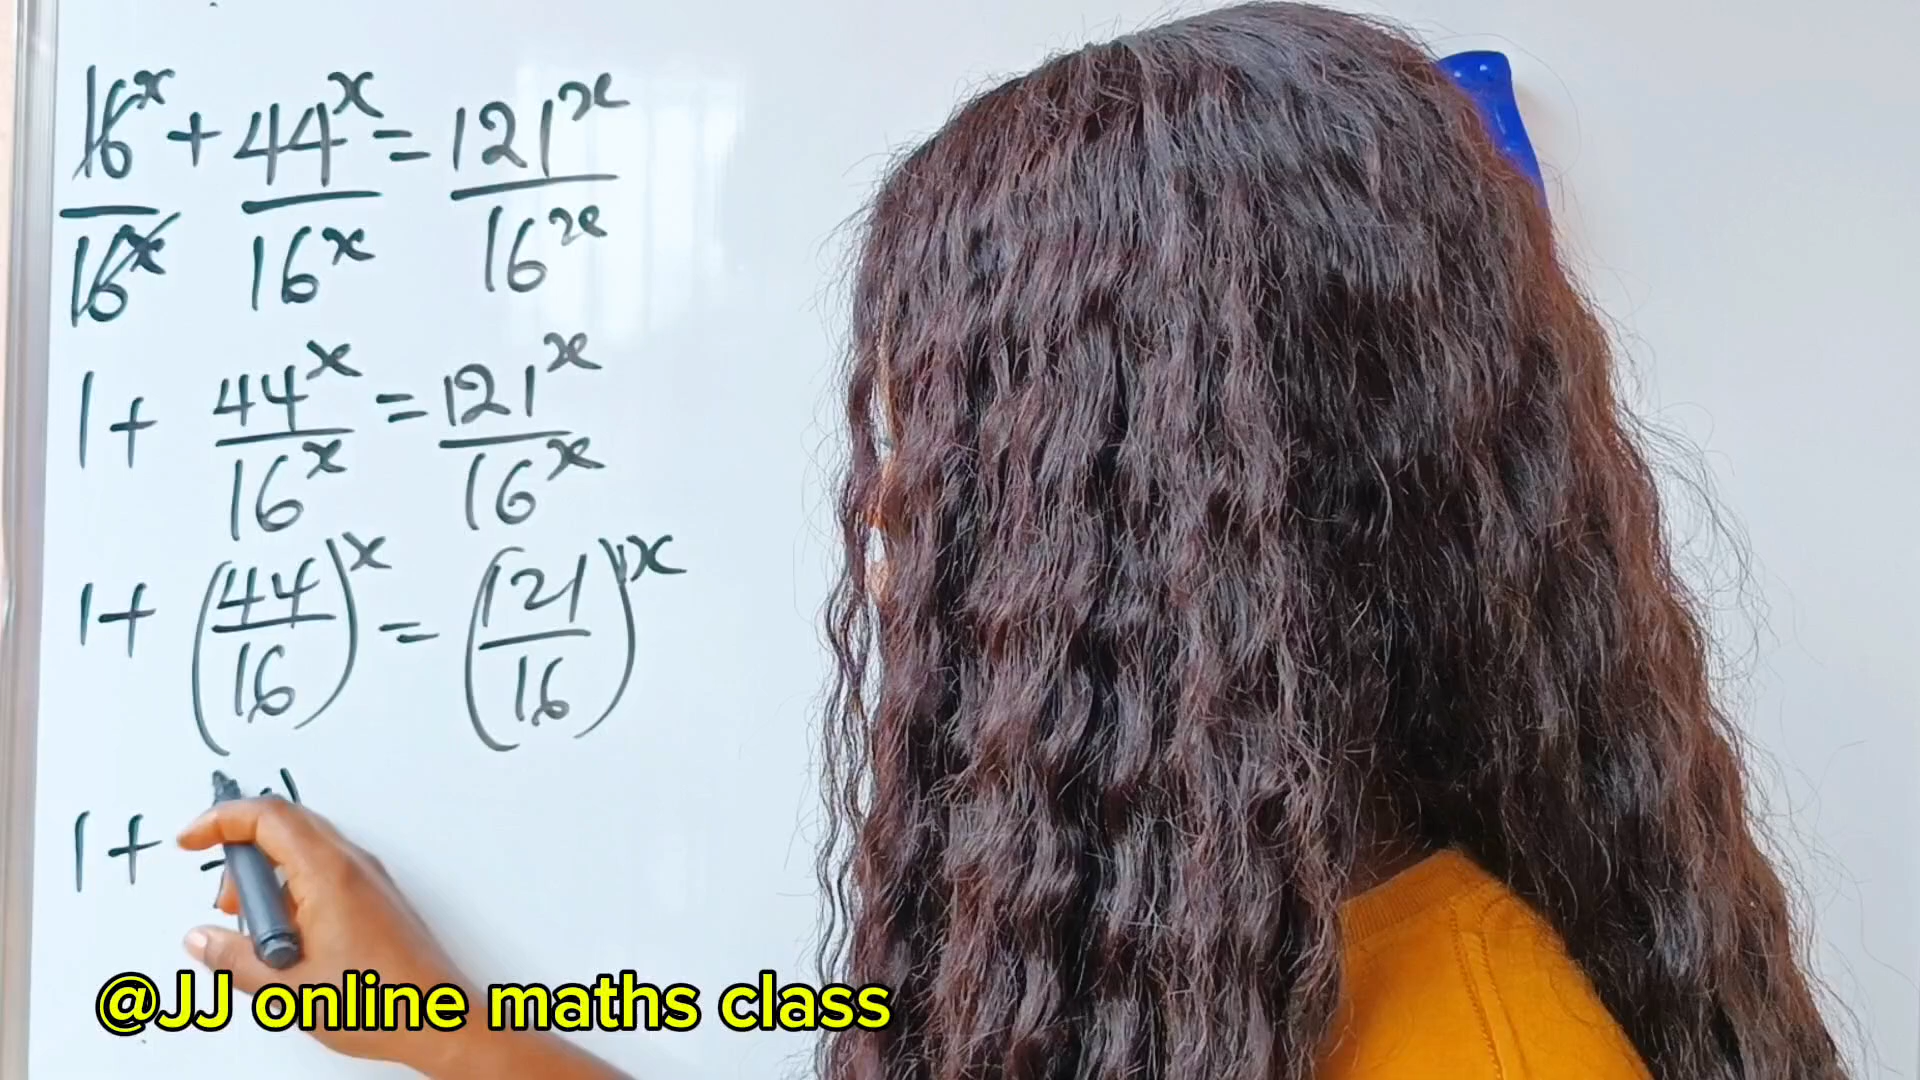 16^x/16^x + 44^x/16^x = 121^x/16^x
1 + 44^x/16^x = 121^x/16^x
1 + (44/16)^x = (121/16)^x
1 +
@JJ online maths class